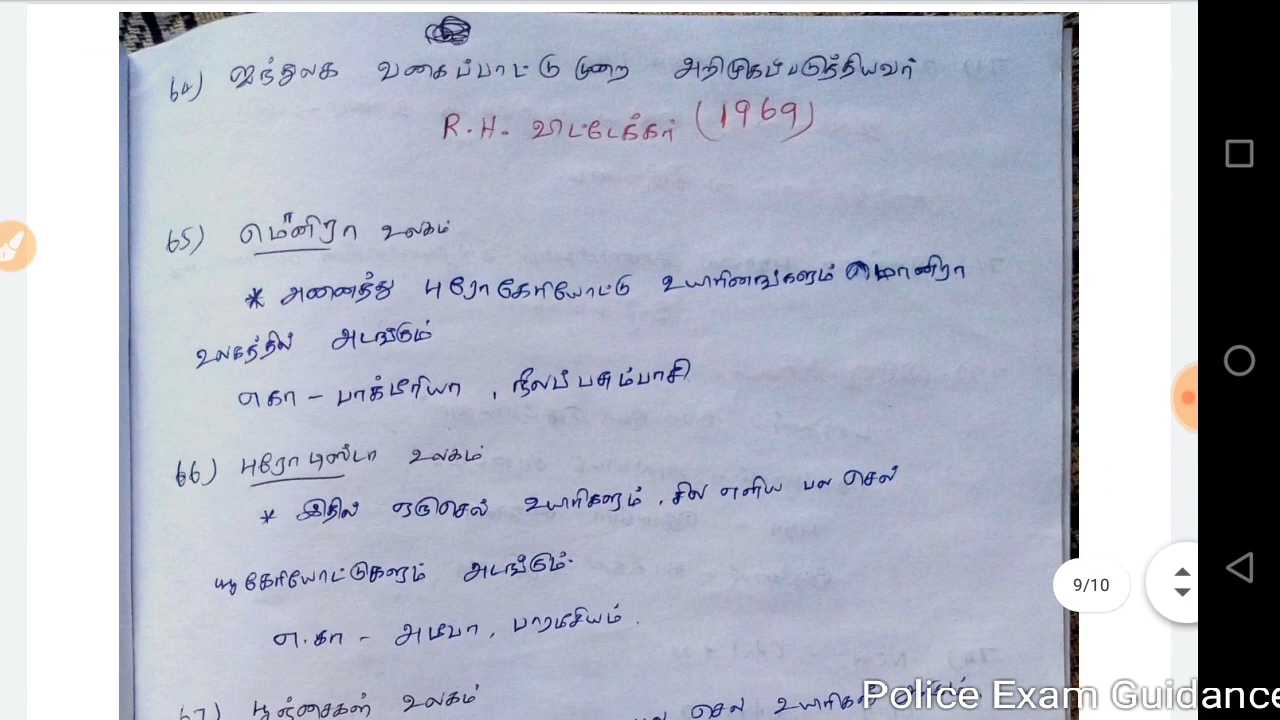 64) ஐந்துலக வகைப்பாட்டு முறை அறிமுகப்படுத்தியவர்
R.H. விட்டேக்கர் (1969)
65) மொனிரா உலகம்
* அனைத்து புரோகேரியோட்டு உயிரினங்களும் மொனிரா
உலகத்தில் அடங்கும்
எகா – பாக்டீரியா , நீலப் பசும்பாசி
66) புரோடிஸ்டா உலகம்
* இதில் ஒருசெல் உயிரிகளும் , சில எளிய பல செல்
யூகேரியோட்டுகளும் அடங்கும்.
எ.கா – அமீபா , பாரமீசியம் .
67) பூஞ்சைகள் உலகம்
செல் உயிரிகள்
9/10
Police Exam Guidance